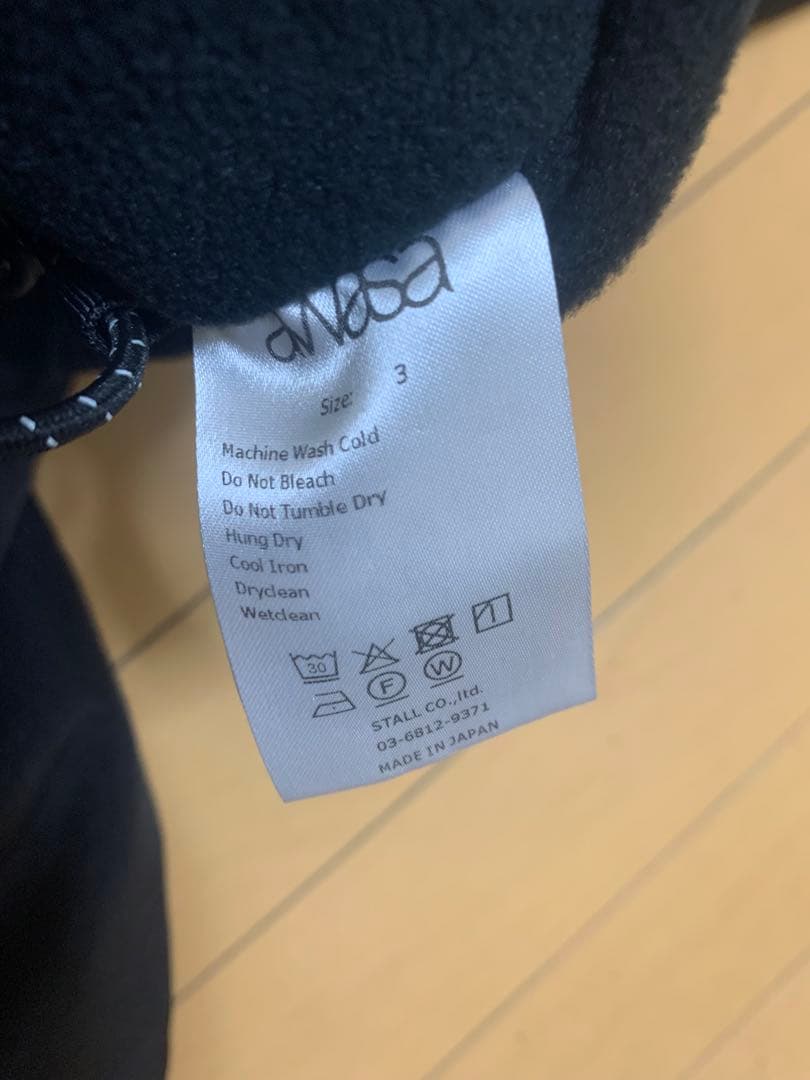 aWasa
Size: 3
Machine Wash Cold
Do Not Bleach
Do Not Tumble Dry
Hung Dry
Cool Iron
Dryclean
Wetclean
30
F W
STALL CO.,ltd.
03-6812-9371
MADE IN JAPAN